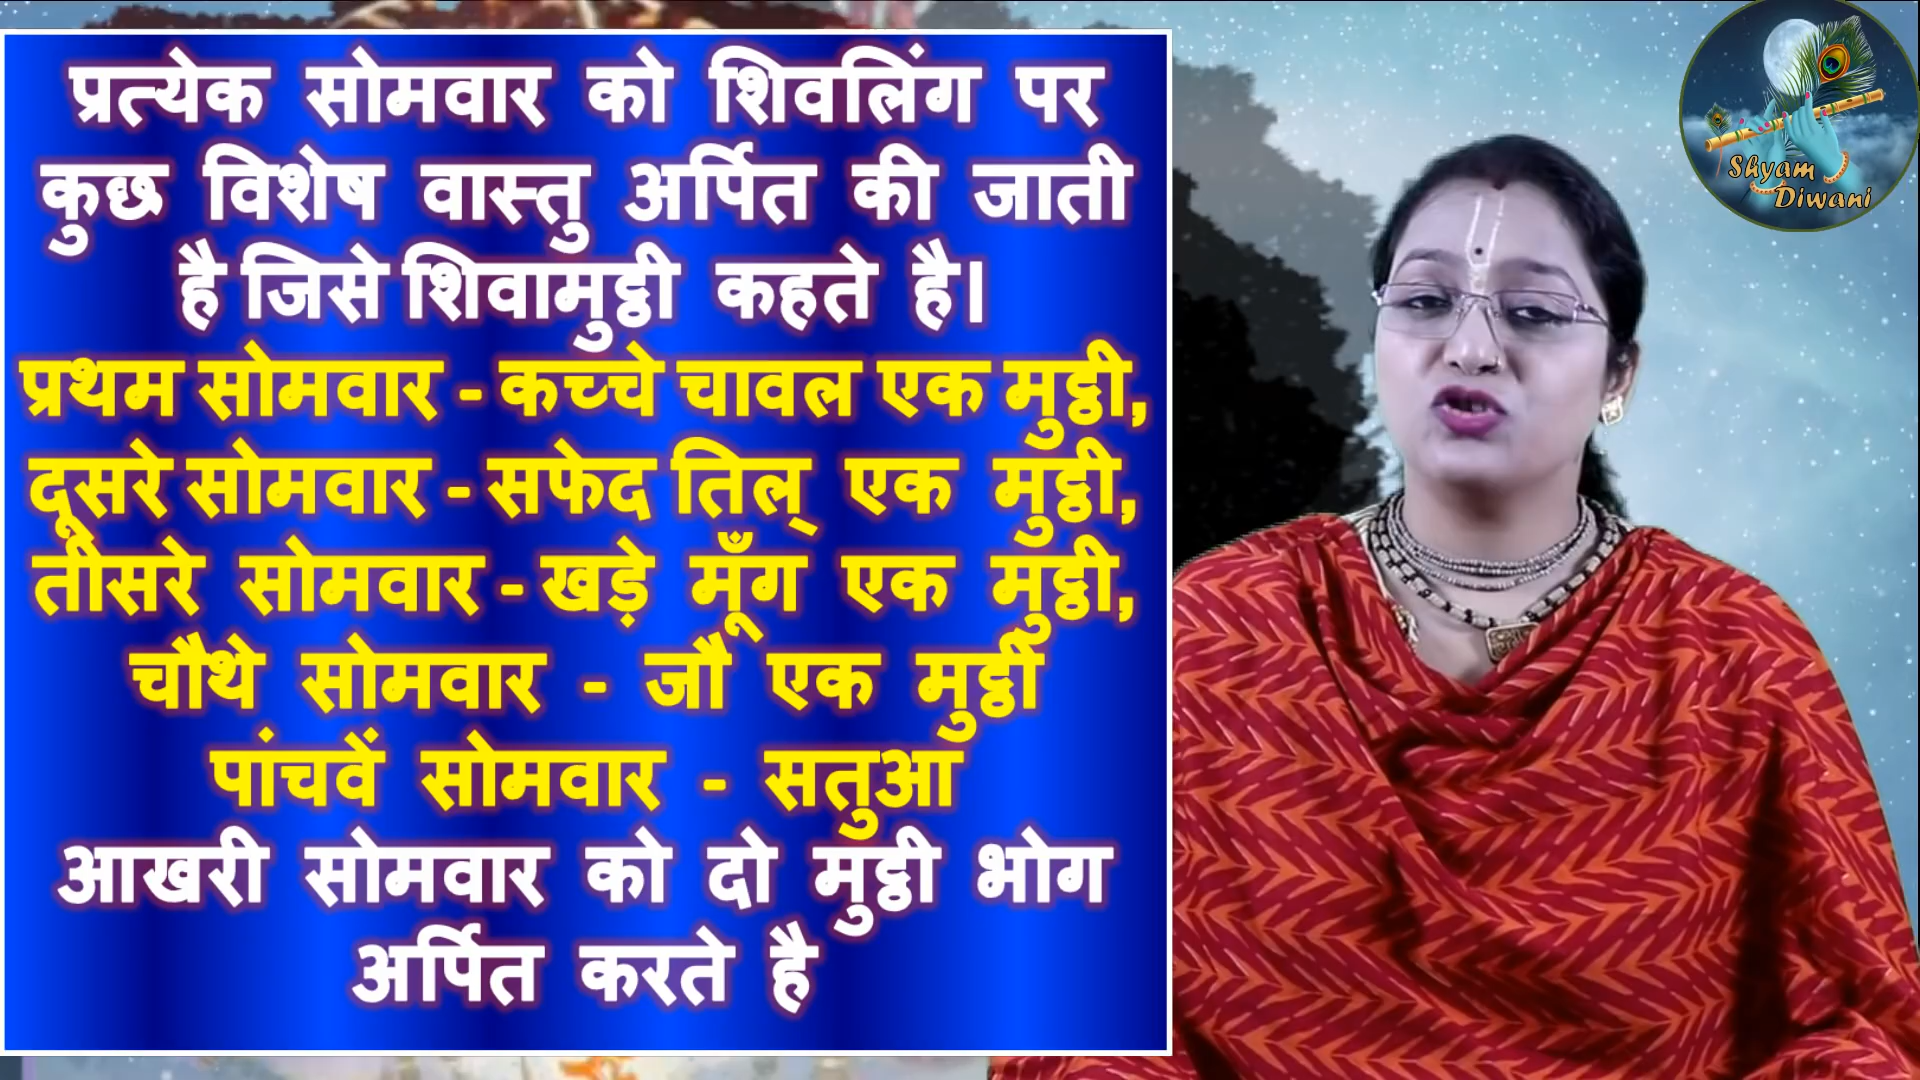 प्रत्येक सोमवार को शिवलिंग पर
कुछ विशेष वास्तु अर्पित की जाती
है जिसे शिवामुट्ठी कहते है।
प्रथम सोमवार - कच्चे चावल एक मुट्ठी,
दूसरे सोमवार - सफेद तिल् एक मुट्ठी,
तीसरे सोमवार - खड़े मूँग एक मुट्ठी,
चौथे सोमवार - जौ एक मुट्ठी
पांचवें सोमवार - सतुआ
आखरी सोमवार को दो मुट्ठी भोग
अर्पित करते है
Shyam
Diwani